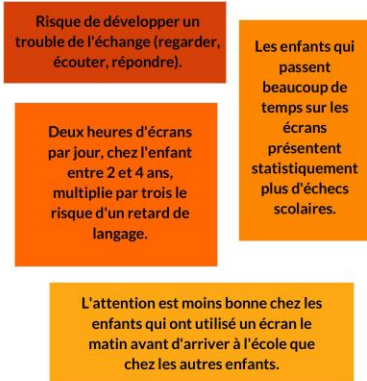 Risque de développer un
trouble de l'échange (regarder,
écouter, répondre).
Les enfants qui
passent
beaucoup de
temps sur les
écrans
présentent
statistiquement
plus d'échecs
scolaires.
Deux heures d'écrans
par jour, chez l'enfant
entre 2 et 4 ans,
multiplie par trois le
risque d'un retard de
langage.
L'attention est moins bonne chez les
enfants qui ont utilisé un écran le
matin avant d'arriver à l'école que
chez les autres enfants.